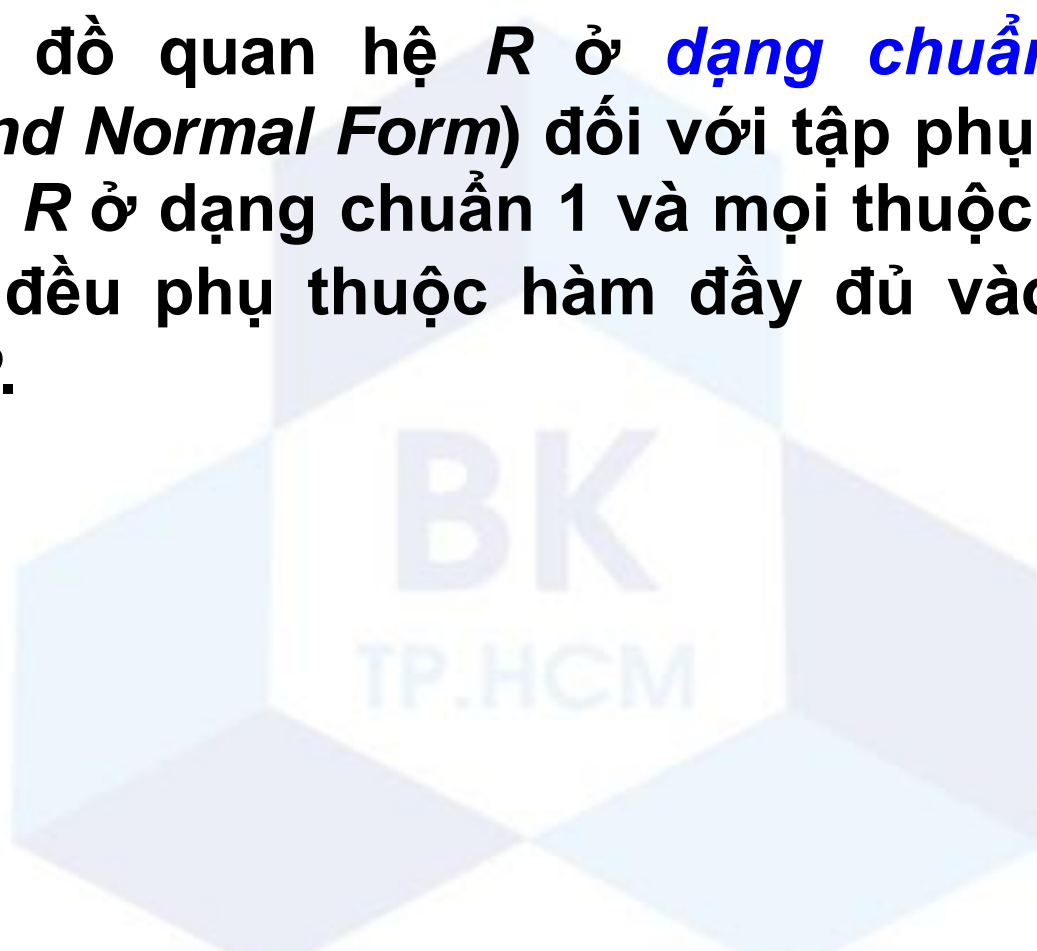 đồ quan hệ R ở dạng chuẩn
nd Normal Form) đối với tập phụ
R ở dạng chuẩn 1 và mọi thuộc
đều phụ thuộc hàm đầy đủ vào
BK
TP.HCM